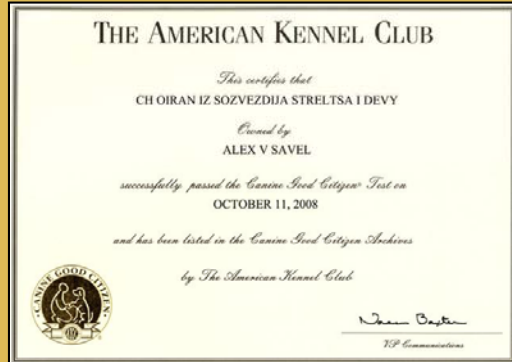 THE AMERICAN KENNEL CLUB
This certifies that
CH OIRAN IZ SOZVEZDIJA STRELTSA I DEVY
Owned by
ALEX V SAVEL
successfully passed the Canine Good Citizen® Test on
OCTOBER 11, 2008
and has been listed in the Canine Good Citizen Archives
by The American Kennel Club
CANINE GOOD CITIZEN
Noreen Baxter
VP Communications